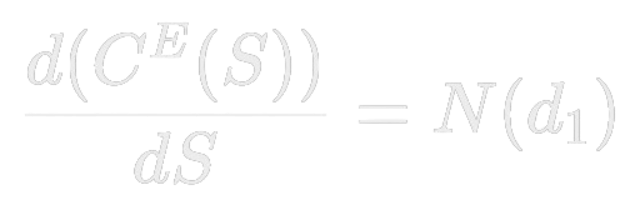 d(C^E(S))/dS = N(d_1)